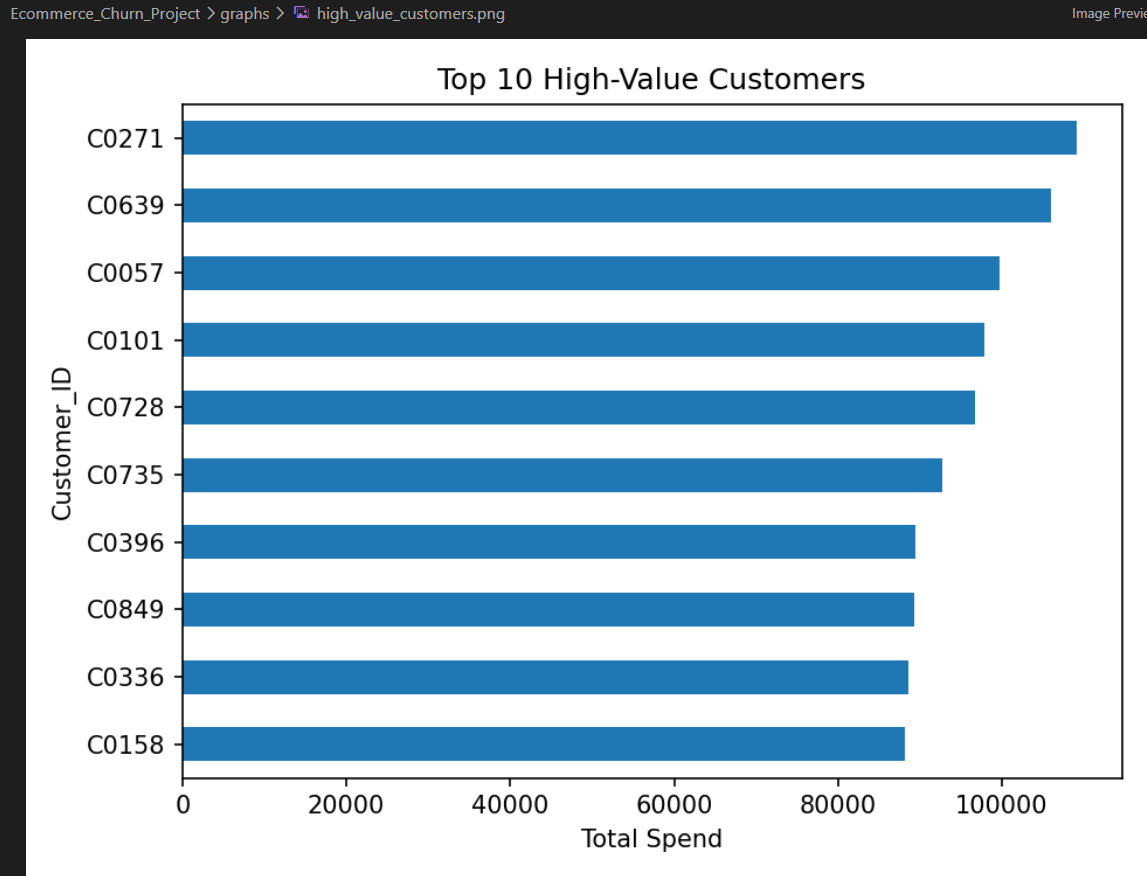 Ecommerce_Churn_Project > graphs > high_value_customers.png
Image Previe
Top 10 High-Value Customers
Customer_ID
C0271
C0639
C0057
C0101
C0728
C0735
C0396
C0849
C0336
C0158
0 20000 40000 60000 80000 100000
Total Spend